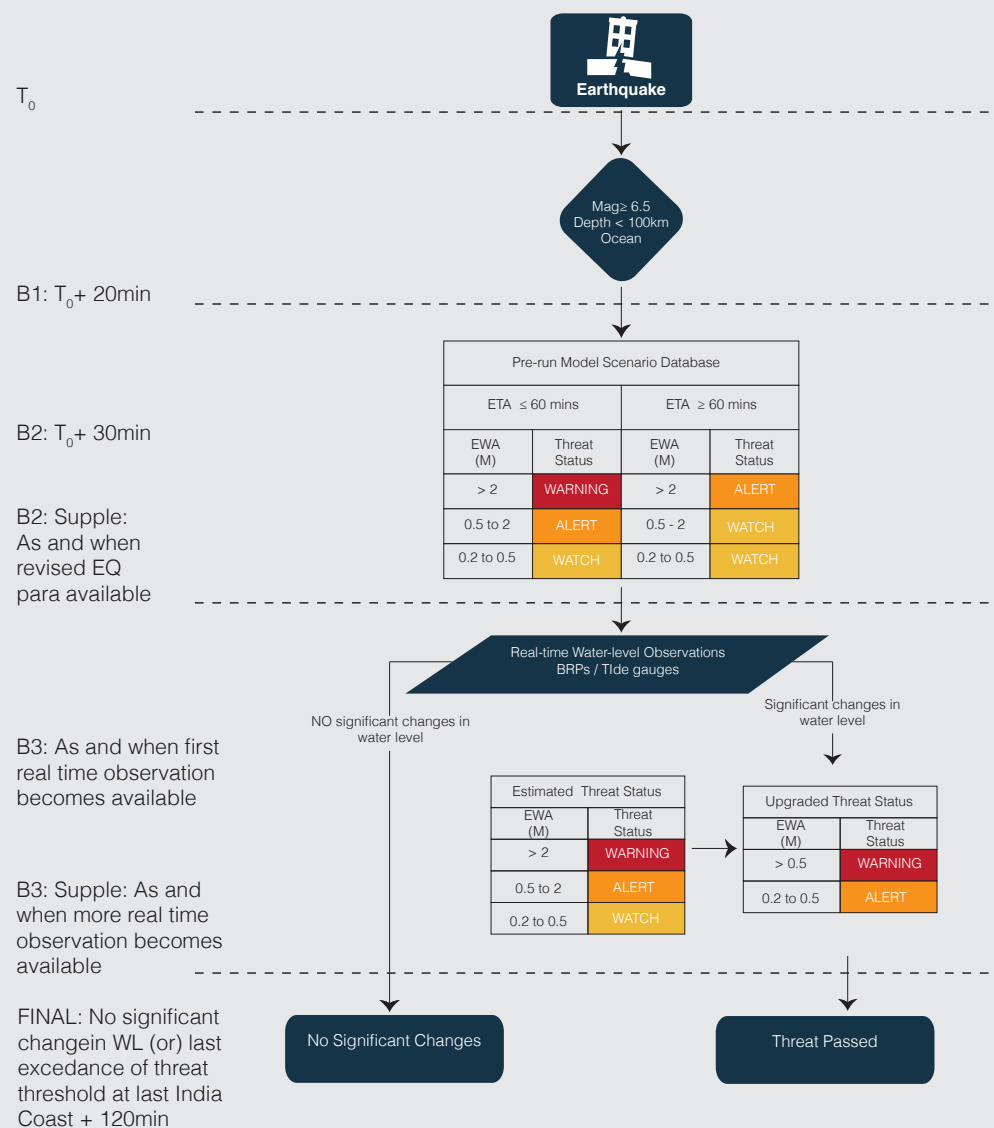 Earthquake
T0
Mag≥ 6.5
Depth < 100km
Ocean
B1: T0+ 20min
Pre-run Model Scenario Database
ETA ≤ 60 mins
ETA ≥ 60 mins
B2: T0+ 30min
EWA
(M)
Threat
Status
EWA
(M)
Threat
Status
> 2
WARNING
> 2
ALERT
0.5 to 2
ALERT
0.5 - 2
WATCH
0.2 to 0.5
WATCH
0.2 to 0.5
WATCH
B2: Supple:
As and when
revised EQ
para available
Real-time Water-level Observations
BRPs / TIde gauges
NO significant changes in
water level
Significant changes in
water level
B3: As and when first
real time observation
becomes available
Estimated Threat Status
EWA
(M)
Threat
Status
> 2
WARNING
0.5 to 2
ALERT
0.2 to 0.5
WATCH
Upgraded Threat Status
EWA
(M)
Threat
Status
> 0.5
WARNING
0.2 to 0.5
ALERT
B3: Supple: As and
when more real time
observation becomes
available
FINAL: No significant
changein WL (or) last
excedance of threat
threshold at last India
Coast + 120min
No Significant Changes
Threat Passed